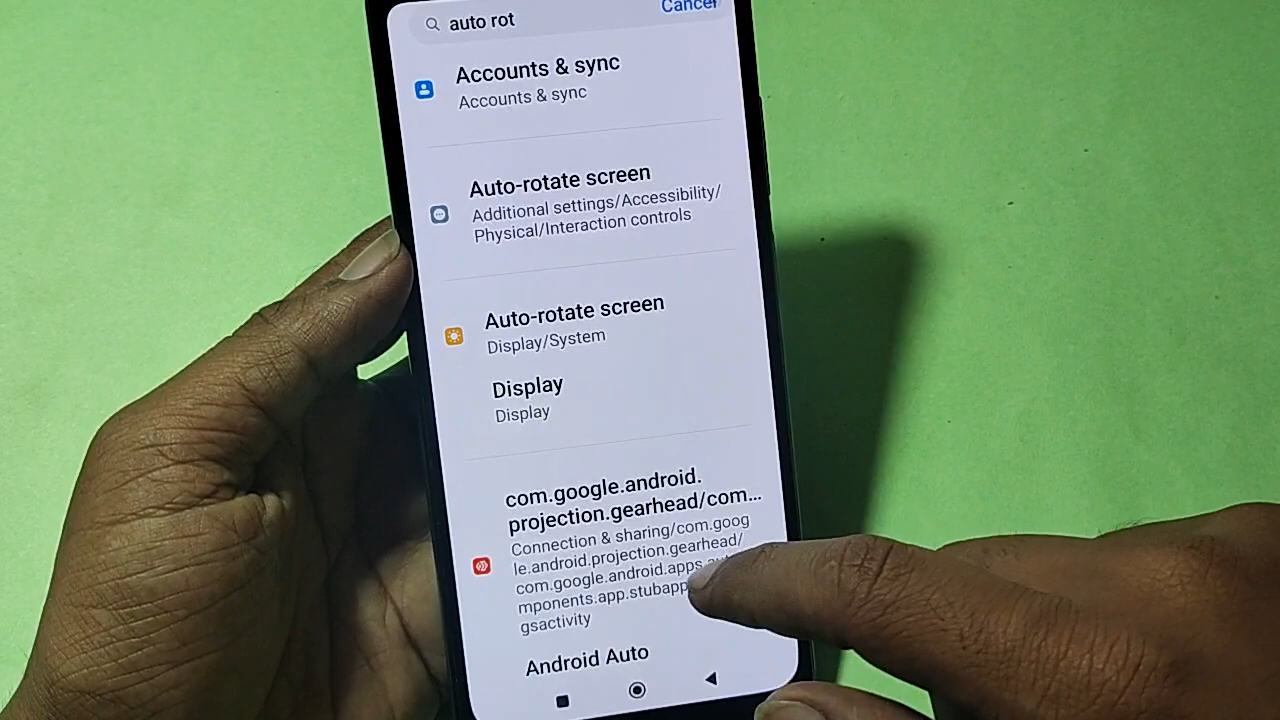 auto rot
Cancel
Accounts & sync
Accounts & sync
Auto-rotate screen
Additional settings/Accessibility/
Physical/Interaction controls
Auto-rotate screen
Display/System
Display
Display
com.google.android.
projection.gearhead/com...
Connection & sharing/com.goog
le.android.projection.gearhead/
com.google.android.apps
mponents.app.stubapp
gsactivity
Android Auto